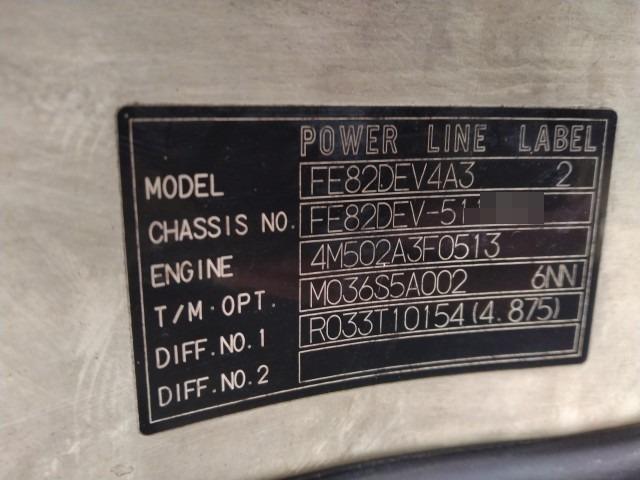 POWER LINE LABEL
MODEL FE82DEV4A3 2
CHASSIS NO. FE82DEV-511
ENGINE 4M502A3F0513
T/M·OPT. M036S5A002 6NN
DIFF.NO.1 R033T10154(4.875)
DIFF.NO.2